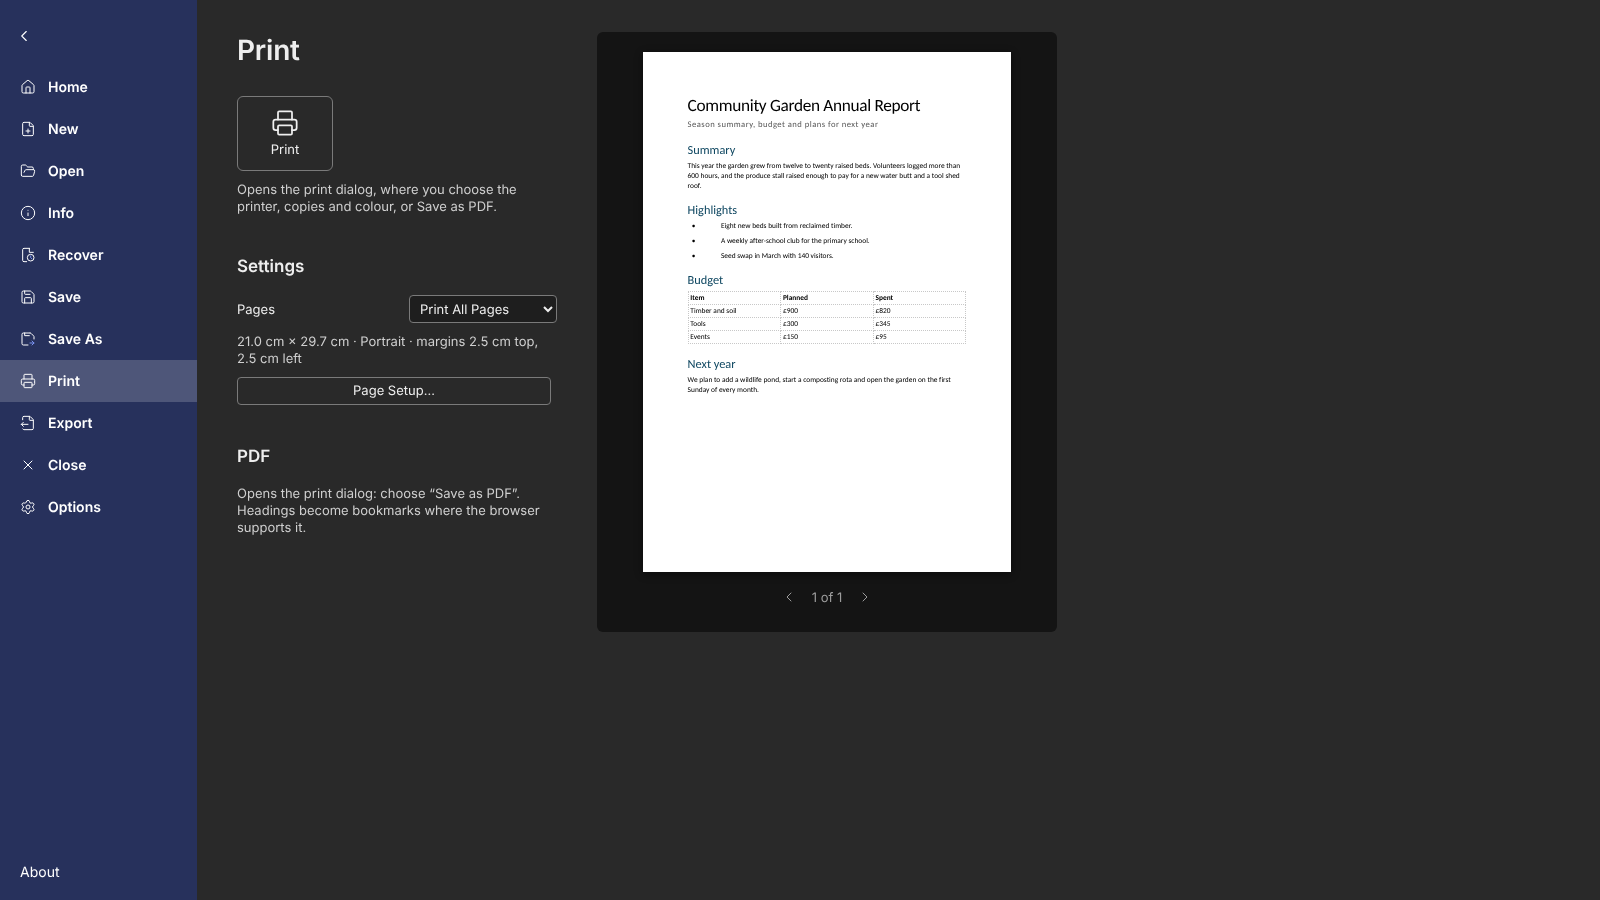 Home
New
Open
Info
Recover
Save
Save As
Print
Export
Close
Options
About
Print
Print
Opens the print dialog, where you choose the
printer, copies and colour, or Save as PDF.
Settings
Pages
Print All Pages
21.0 cm × 29.7 cm · Portrait · margins 2.5 cm top,
2.5 cm left
Page Setup...
PDF
Opens the print dialog: choose “Save as PDF”.
Headings become bookmarks where the browser
supports it.
Community Garden Annual Report
Season summary, budget and plans for next year
Summary
This year the garden grew from twelve to twenty raised beds. Volunteers logged more than
600 hours, and the produce stall raised enough to pay for a new water butt and a tool shed
roof.
Highlights
• Eight new beds built from reclaimed timber.
• A weekly after-school club for the primary school.
• Seed swap in March with 140 visitors.
Budget
Item Planned Spent
Timber and soil £900 £820
Tools £300 £345
Events £150 £95
Next year
We plan to add a wildlife pond, start a composting rota and open the garden on the first
Sunday of every month.
1 of 1